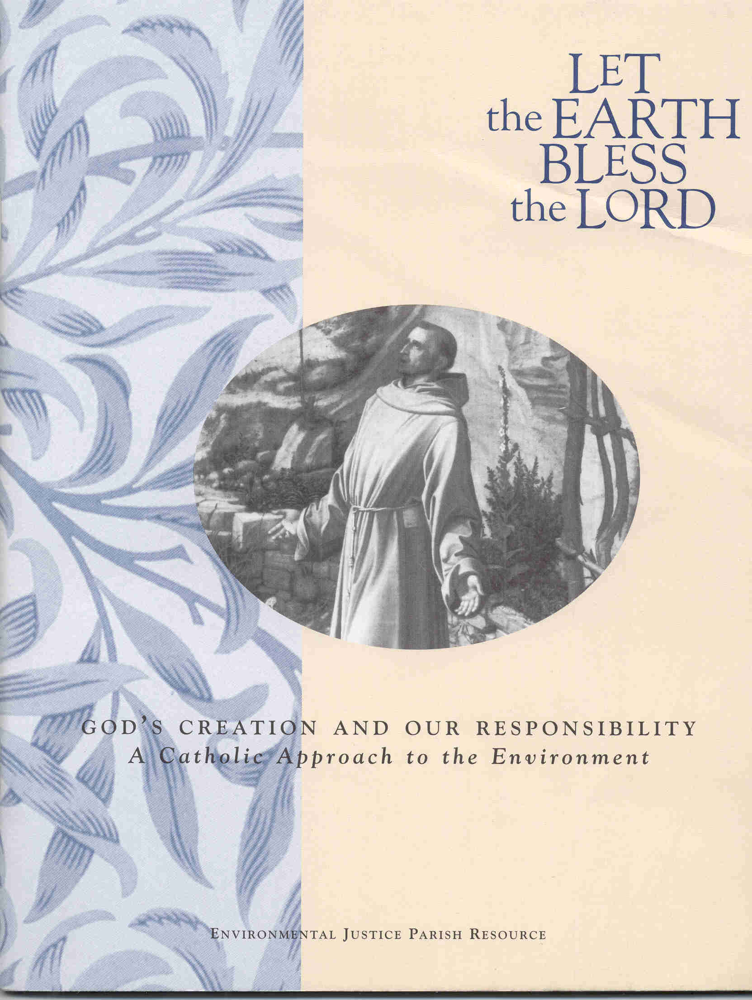 LET
the EARTH
BLESS
the LORD
GOD'S CREATION AND OUR RESPONSIBILITY
A Catholic Approach to the Environment
ENVIRONMENTAL JUSTICE PARISH RESOURCE